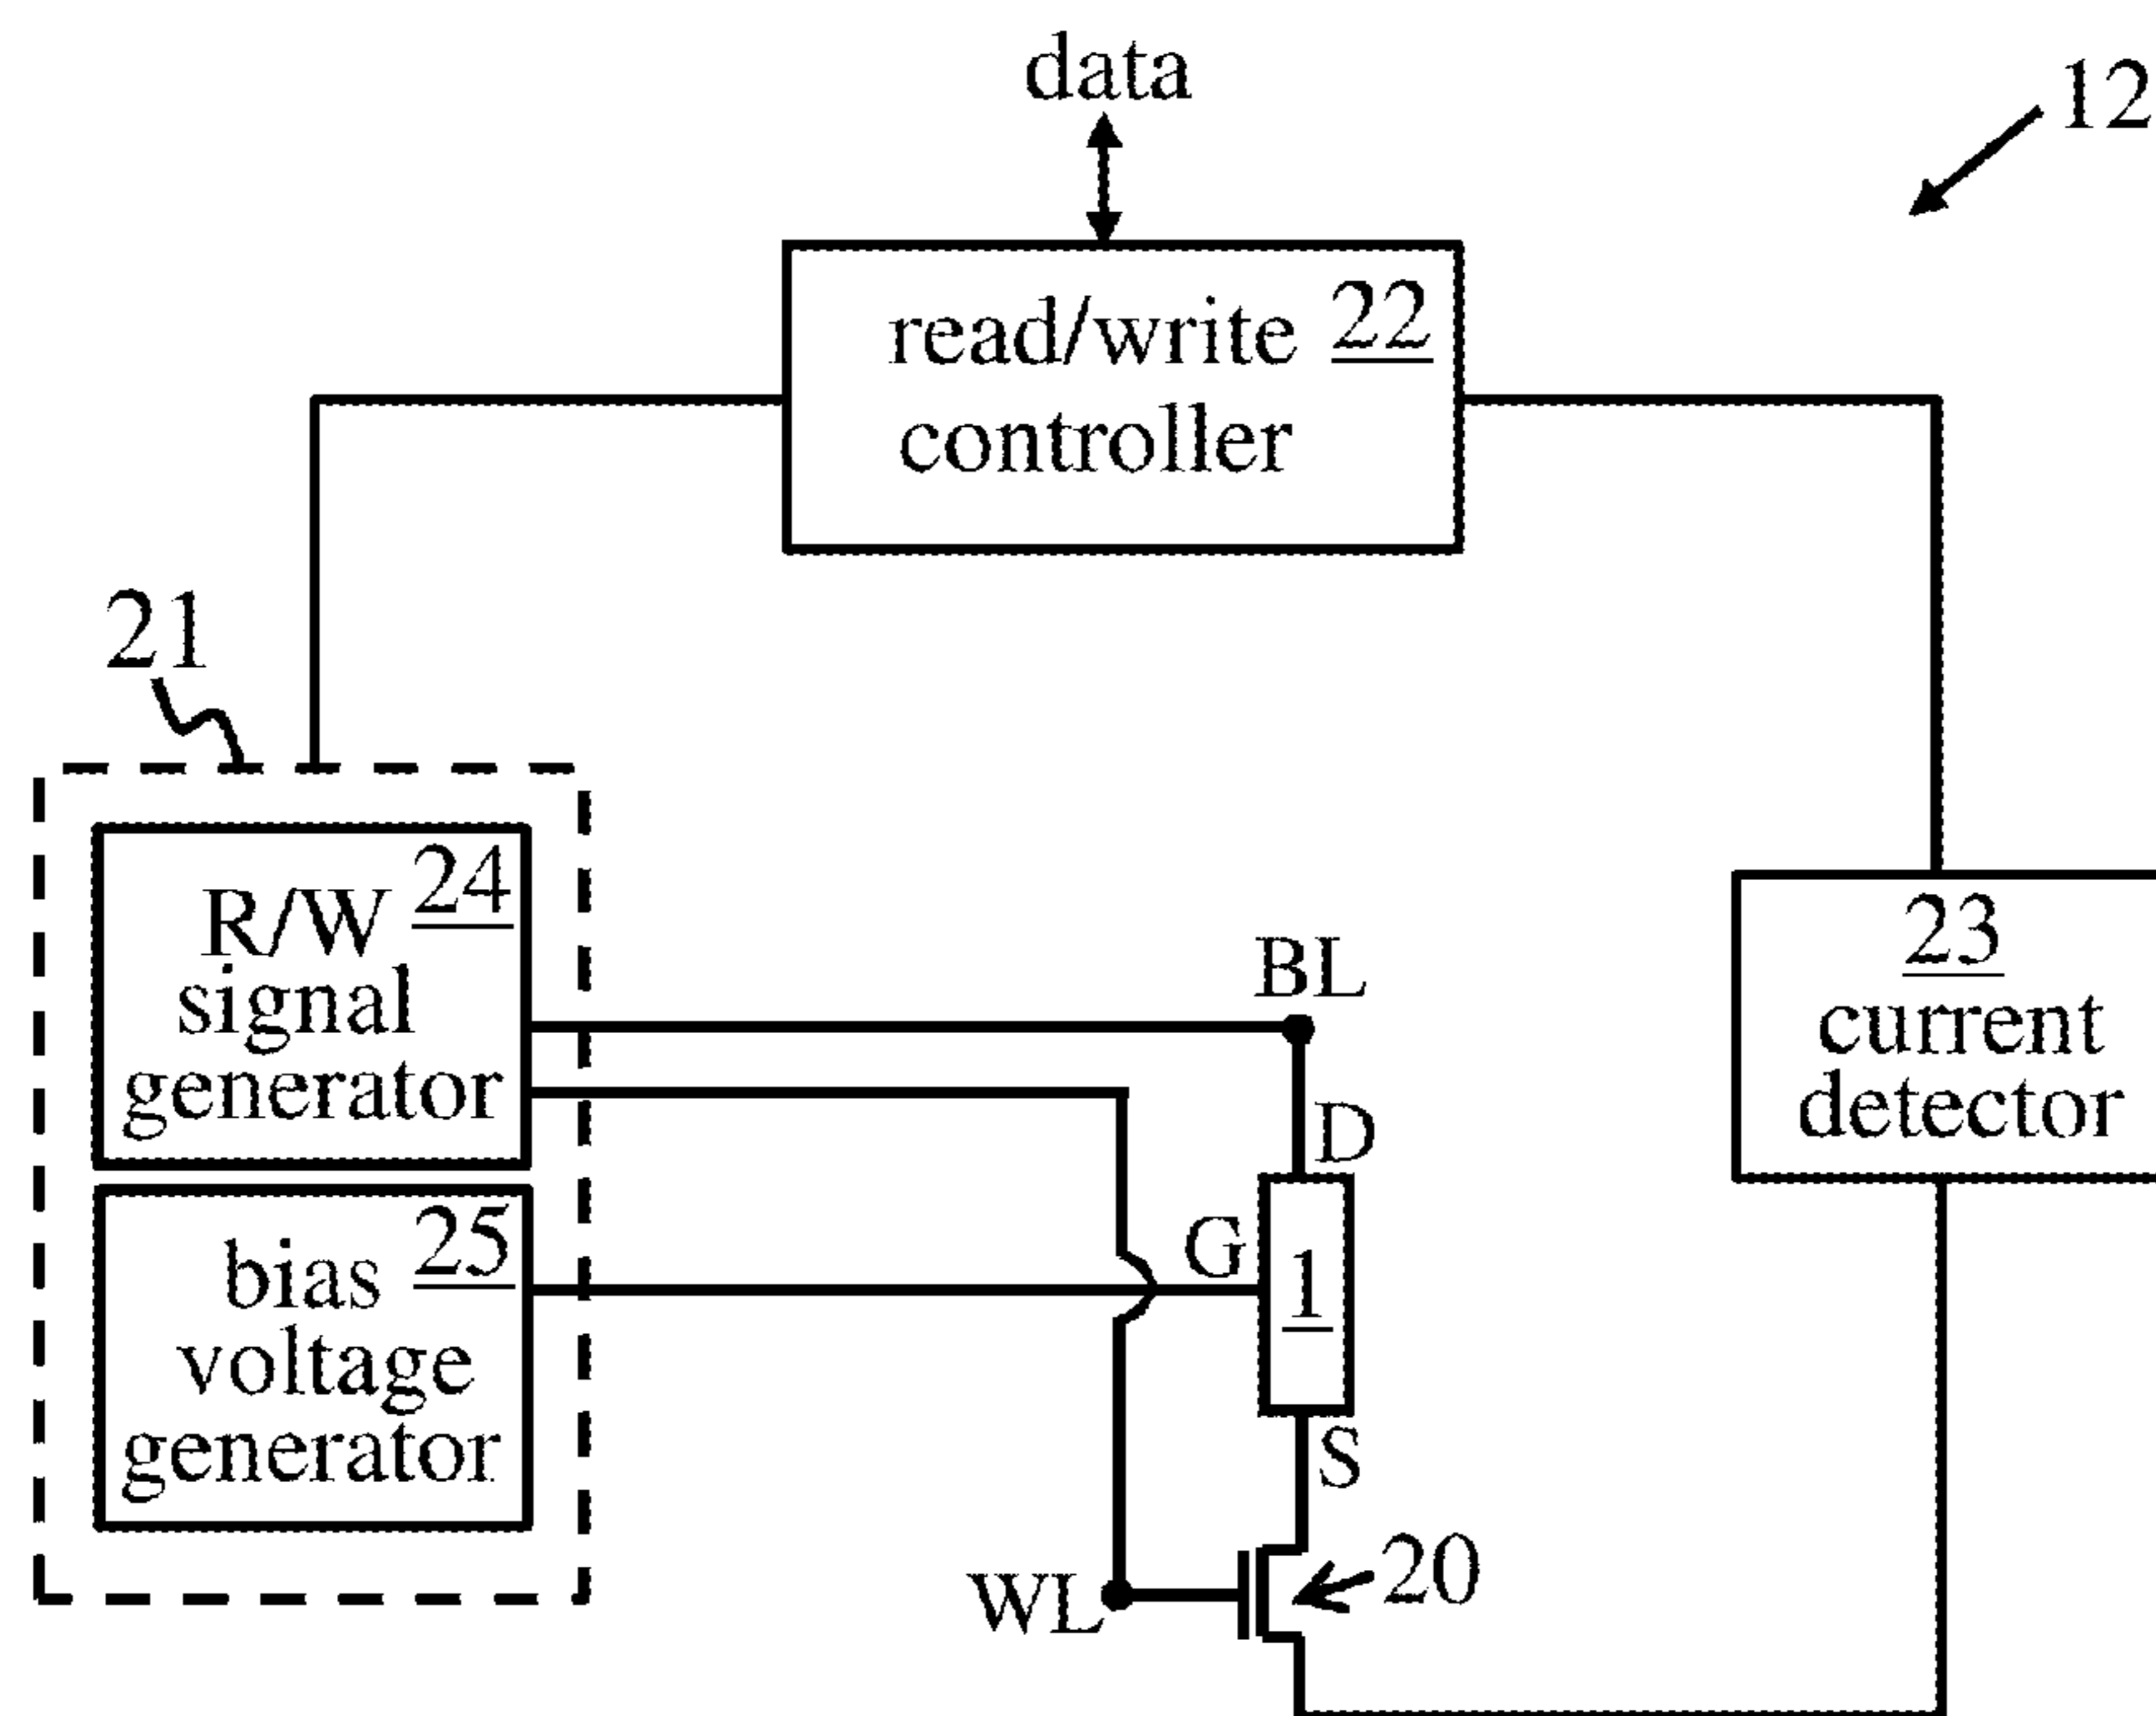 data
12
read/write 22
controller
21
24
R/W
signal
generator
BL
23
current
detector
D
25
bias
voltage
generator
G
1
S
WL
20